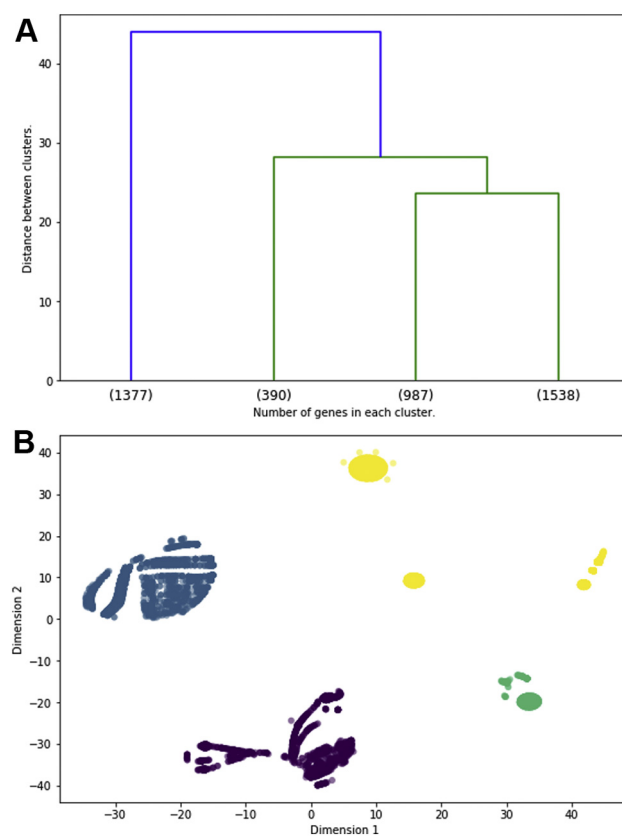 A
40
30
20
10
0
Distance between clusters.
(1377) (390) (987) (1538)
Number of genes in each cluster.
B
40
30
20
10
0
−10
−20
−30
−40
Dimension 2
−30 −20 −10 0 10 20 30 40
Dimension 1